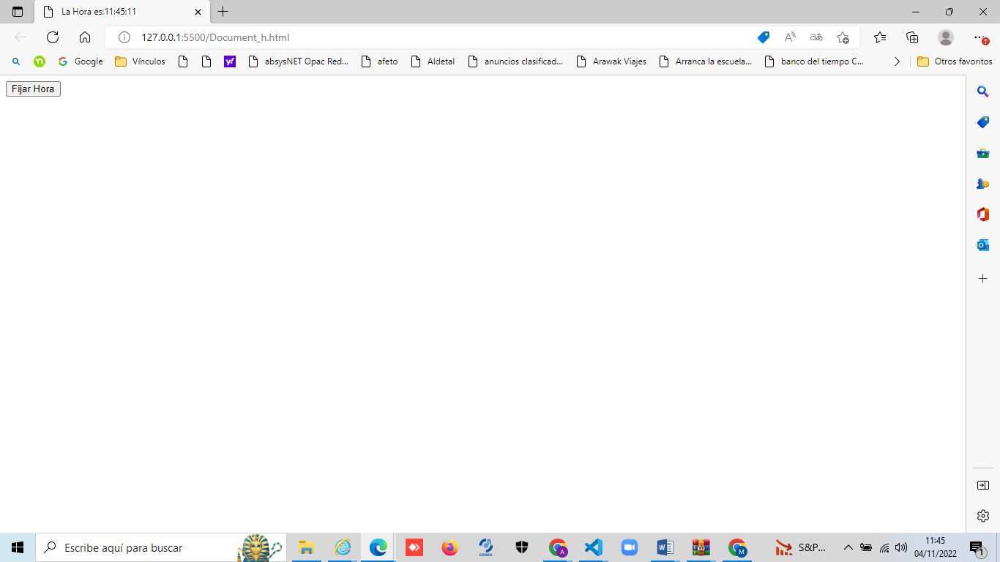 La Hora es:11:45:11
127.0.0.1:5500/Document_h.html
Google Vínculos absysNET Opac Red... afeto Aldetal anuncios clasificad... Arawak Viajes Arranca la escuela... banco del tiempo C... Otros favoritos
Fijar Hora
Escribe aquí para buscar
CERES
A
M
S&P...
11:45
04/11/2022
1